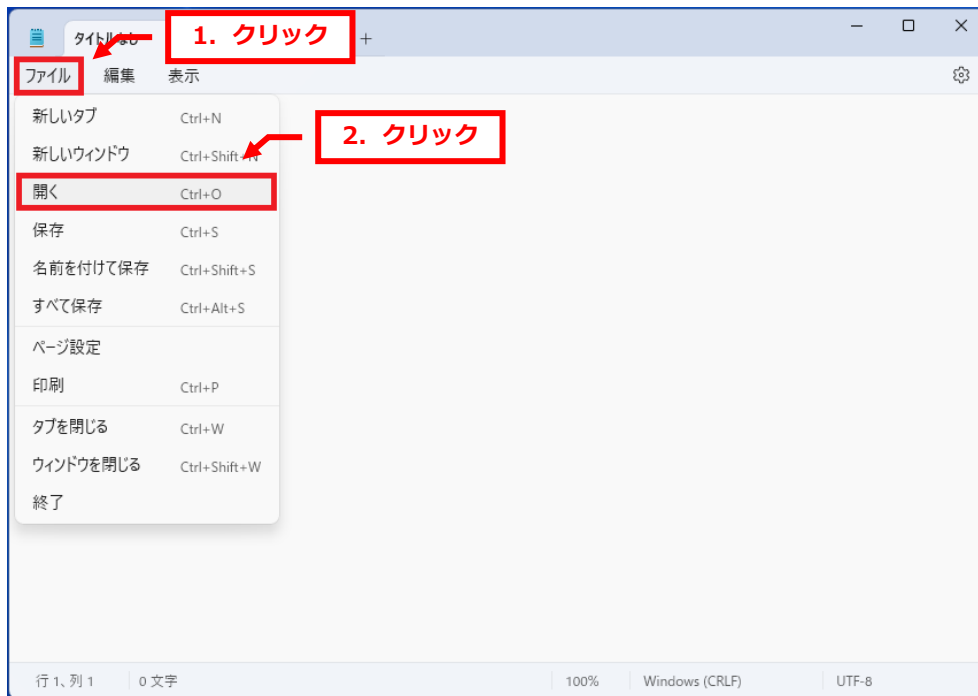 タイトルなし
1. クリック
+
ファイル 編集 表示
新しいタブ Ctrl+N
2. クリック
新しいウィンドウ Ctrl+Shift+N
開く Ctrl+O
保存 Ctrl+S
名前を付けて保存 Ctrl+Shift+S
すべて保存 Ctrl+Alt+S
ページ設定
印刷 Ctrl+P
タブを閉じる Ctrl+W
ウィンドウを閉じる Ctrl+Shift+W
終了
行 1、列 1 0 文字 100% Windows (CRLF) UTF-8